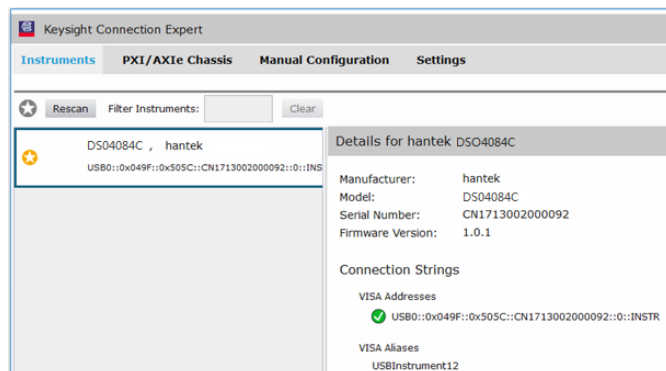 Keysight Connection Expert
Instruments PXI/AXIe Chassis Manual Configuration Settings
Rescan Filter Instruments: Clear
DS04084C , hantek
USB0::0x049F::0x505C::CN1713002000092::0::INS
Details for hantek DSO4084C
Manufacturer: hantek
Model: DS04084C
Serial Number: CN1713002000092
Firmware Version: 1.0.1
Connection Strings
VISA Addresses
USB0::0x049F::0x505C::CN1713002000092::0::INSTR
VISA Aliases
USBInstrument12